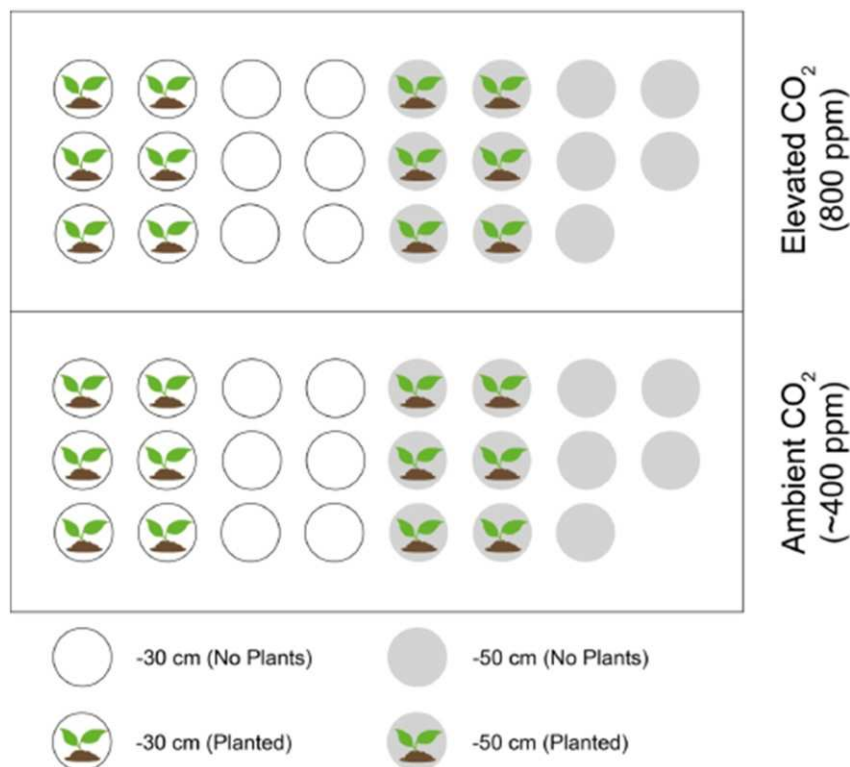 Elevated CO₂
(800 ppm)
Ambient CO₂
(~400 ppm)
-30 cm (No Plants)
-50 cm (No Plants)
-30 cm (Planted)
-50 cm (Planted)